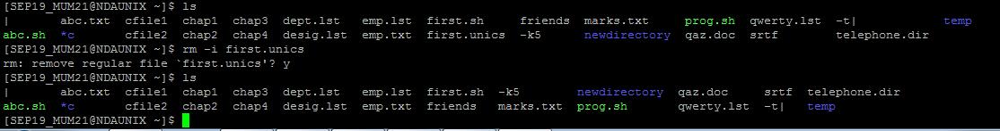 [SEP19_MUM21@NDAUNIX ~]$ ls
|       abc.txt  cfile1  chap1  chap3  dept.lst   emp.lst  first.sh     friends  marks.txt     prog.sh  qwerty.lst  -t|             temp
abc.sh  *c       cfile2  chap2  chap4  desig.lst  emp.txt  first.unics  -k5      newdirectory  qaz.doc  srtf        telephone.dir
[SEP19_MUM21@NDAUNIX ~]$ rm -i first.unics
rm: remove regular file `first.unics'? y
[SEP19_MUM21@NDAUNIX ~]$ ls
|       abc.txt  cfile1  chap1  chap3  dept.lst   emp.lst  first.sh  -k5        newdirectory  qaz.doc     srtf  telephone.dir
abc.sh  *c       cfile2  chap2  chap4  desig.lst  emp.txt  friends   marks.txt  prog.sh       qwerty.lst  -t|   temp
[SEP19_MUM21@NDAUNIX ~]$